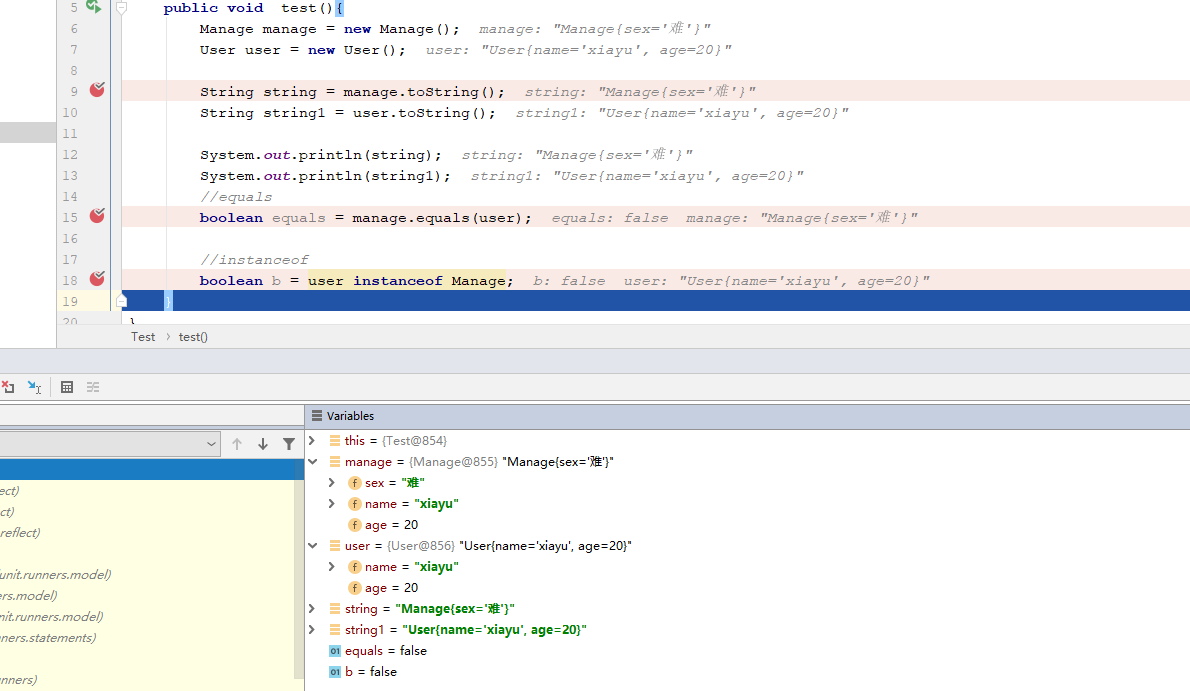 5 public void test(){
6 Manage manage = new Manage(); manage: "Manage{sex='难'}"
7 User user = new User(); user: "User{name='xiayu', age=20}"
8
9 String string = manage.toString(); string: "Manage{sex='难'}"
10 String string1 = user.toString(); string1: "User{name='xiayu', age=20}"
11
12 System.out.println(string); string: "Manage{sex='难'}"
13 System.out.println(string1); string1: "User{name='xiayu', age=20}"
14 //equals
15 boolean equals = manage.equals(user); equals: false manage: "Manage{sex='难'}"
16
17 //instanceof
18 boolean b = user instanceof Manage; b: false user: "User{name='xiayu', age=20}"
19 }
20 }
Test > test()
Variables
this = {Test@854}
manage = {Manage@855} "Manage{sex='难'}"
f sex = "难"
f name = "xiayu"
f age = 20
user = {User@856} "User{name='xiayu', age=20}"
f name = "xiayu"
f age = 20
string = "Manage{sex='难'}"
string1 = "User{name='xiayu', age=20}"
01 equals = false
01 b = false
ect)
ct)
reflect)
unit.runners.model)
ers.model)
nit.runners.model)
nners.statements)
unners)